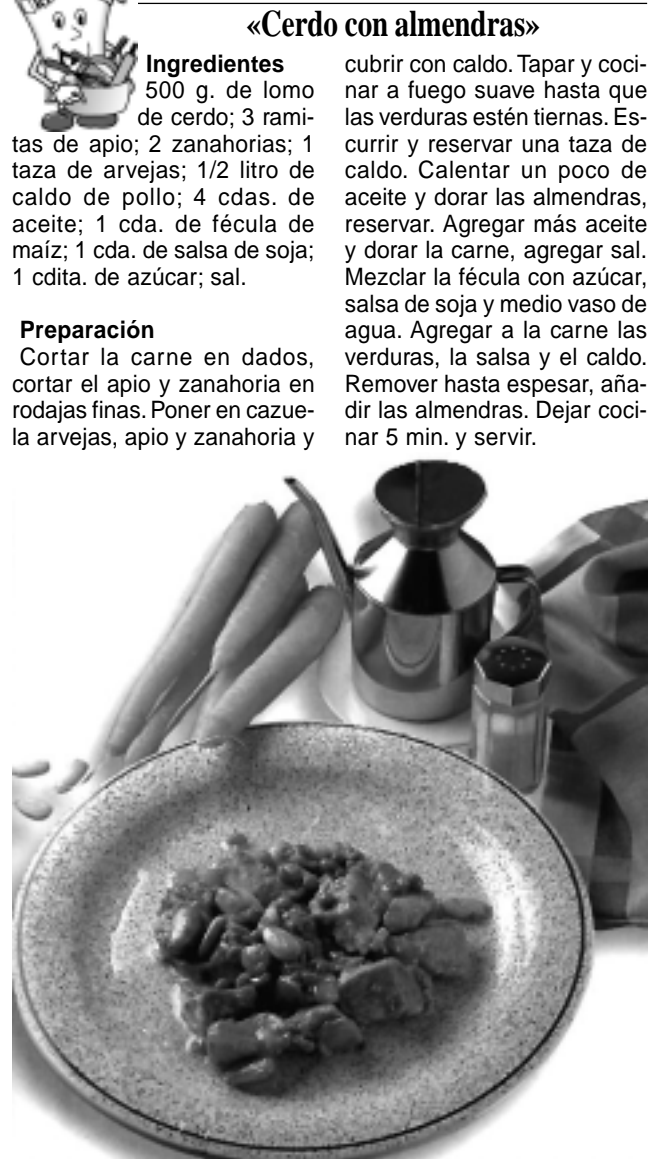 «Cerdo con almendras»
Ingredientes
500 g. de lomo
de cerdo; 3 rami-
tas de apio; 2 zanahorias; 1
taza de arvejas; 1/2 litro de
caldo de pollo; 4 cdas. de
aceite; 1 cda. de fécula de
maíz; 1 cda. de salsa de soja;
1 cdita. de azúcar; sal.
Preparación
Cortar la carne en dados,
cortar el apio y zanahoria en
rodajas finas. Poner en cazue-
la arvejas, apio y zanahoria y
cubrir con caldo. Tapar y coci-
nar a fuego suave hasta que
las verduras estén tiernas. Es-
currir y reservar una taza de
caldo. Calentar un poco de
aceite y dorar las almendras,
reservar. Agregar más aceite
y dorar la carne, agregar sal.
Mezclar la fécula con azúcar,
salsa de soja y medio vaso de
agua. Agregar a la carne las
verduras, la salsa y el caldo.
Remover hasta espesar, aña-
dir las almendras. Dejar coci-
nar 5 min. y servir.